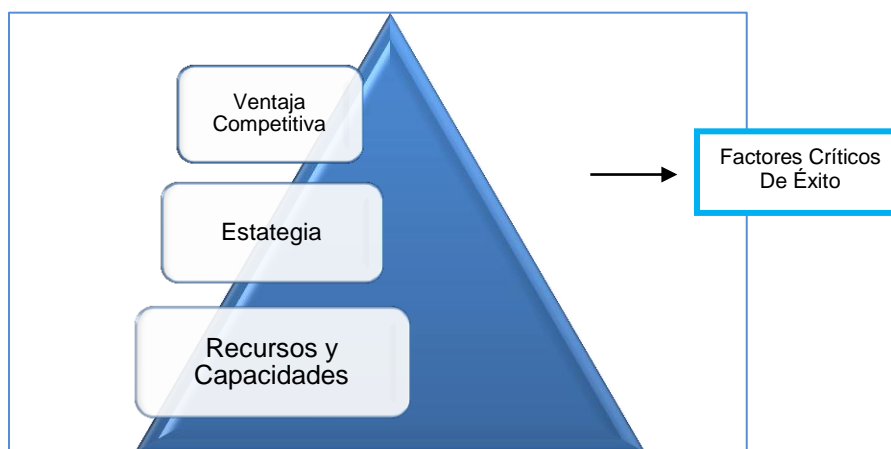 Ventaja
Competitiva
Factores Críticos
De Éxito
Estategia
Recursos y
Capacidades